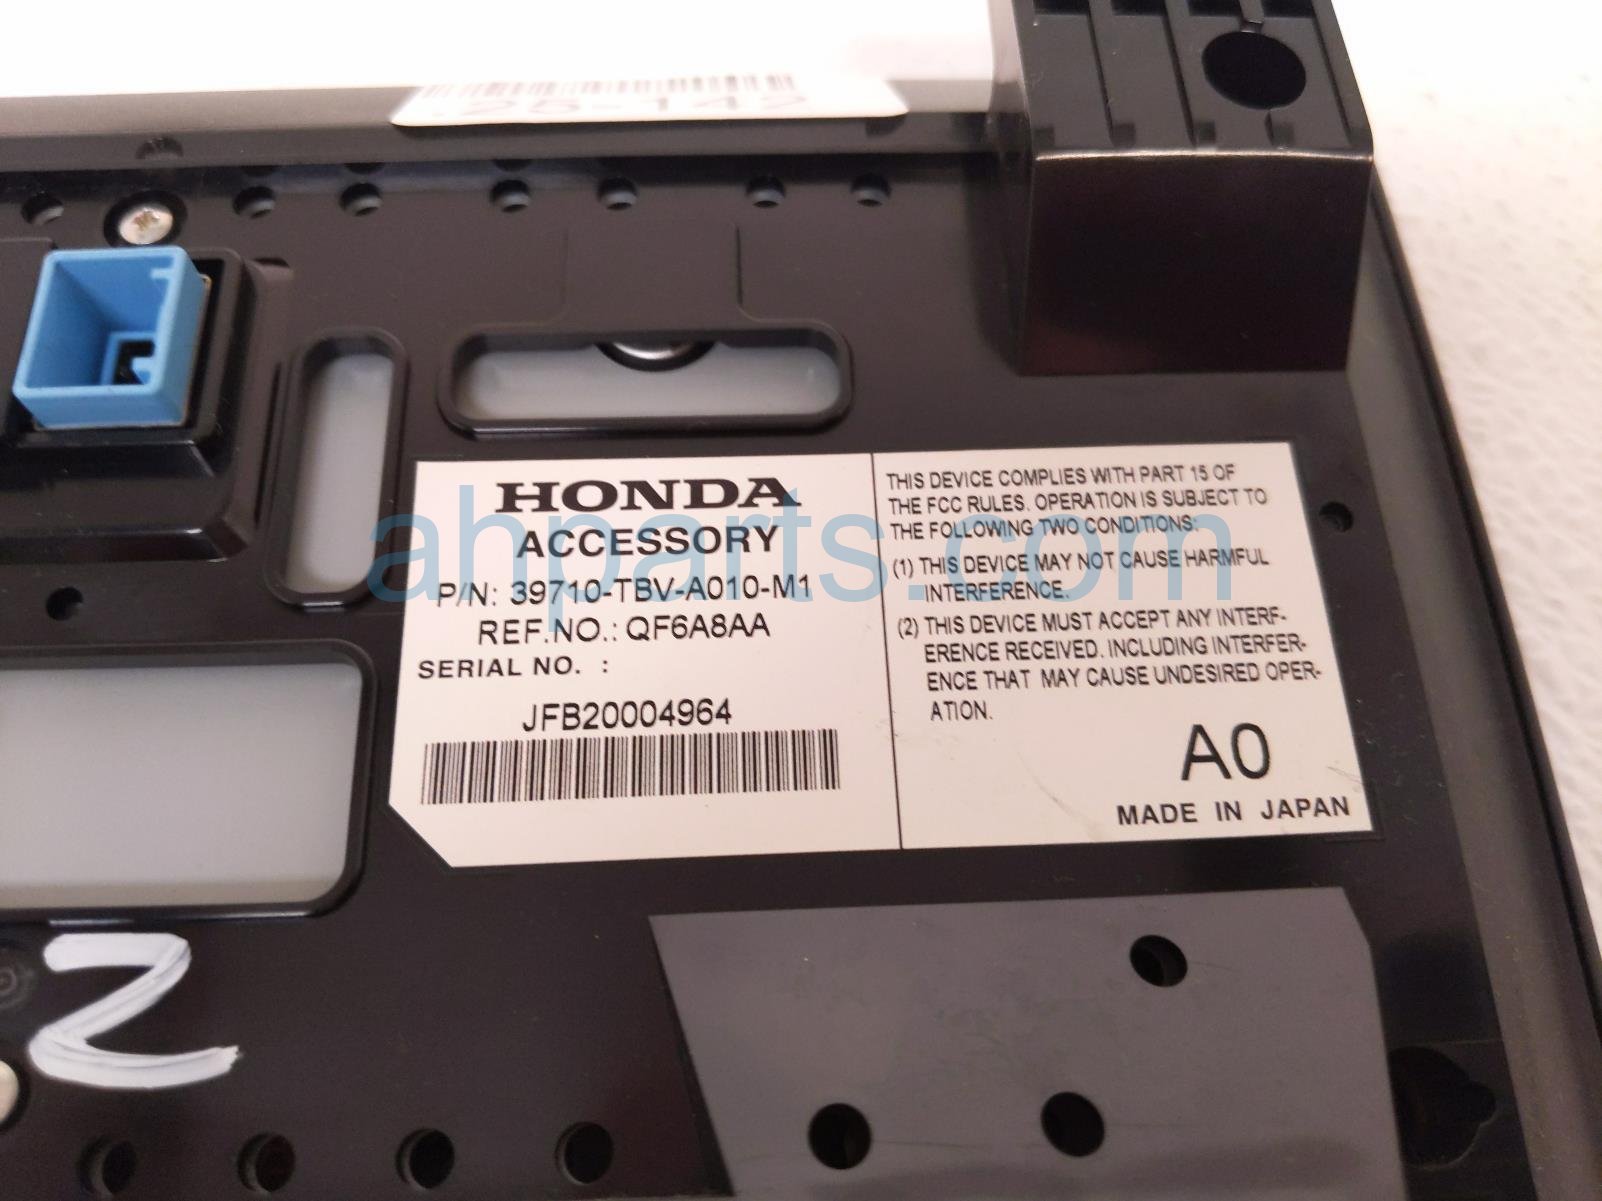 25-142
HONDA
ACCESSORY
P/N: 39710-TBV-A010-M1
REF.NO.: QF6A8AA
SERIAL NO. :
JFB20004964
THIS DEVICE COMPLIES WITH PART 15 OF
THE FCC RULES. OPERATION IS SUBJECT TO
THE FOLLOWING TWO CONDITIONS:
(1) THIS DEVICE MAY NOT CAUSE HARMFUL
INTERFERENCE.
(2) THIS DEVICE MUST ACCEPT ANY INTERF-
ERENCE RECEIVED. INCLUDING INTERFER-
ENCE THAT MAY CAUSE UNDESIRED OPER-
ATION.
A0
MADE IN JAPAN
ahparts.com